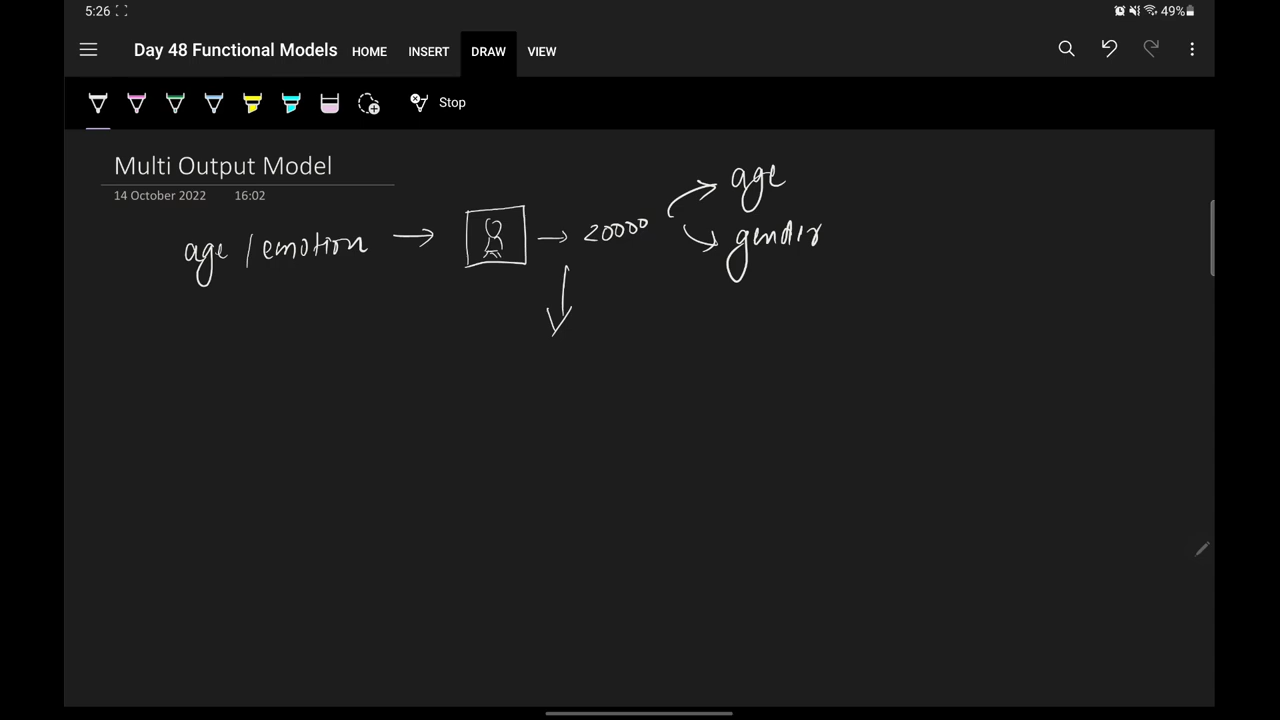 5:26
49%
Day 48 Functional Models HOME INSERT DRAW VIEW
Stop
Multi Output Model
14 October 2022 16:02
age
age / emotion → → 20000 gender